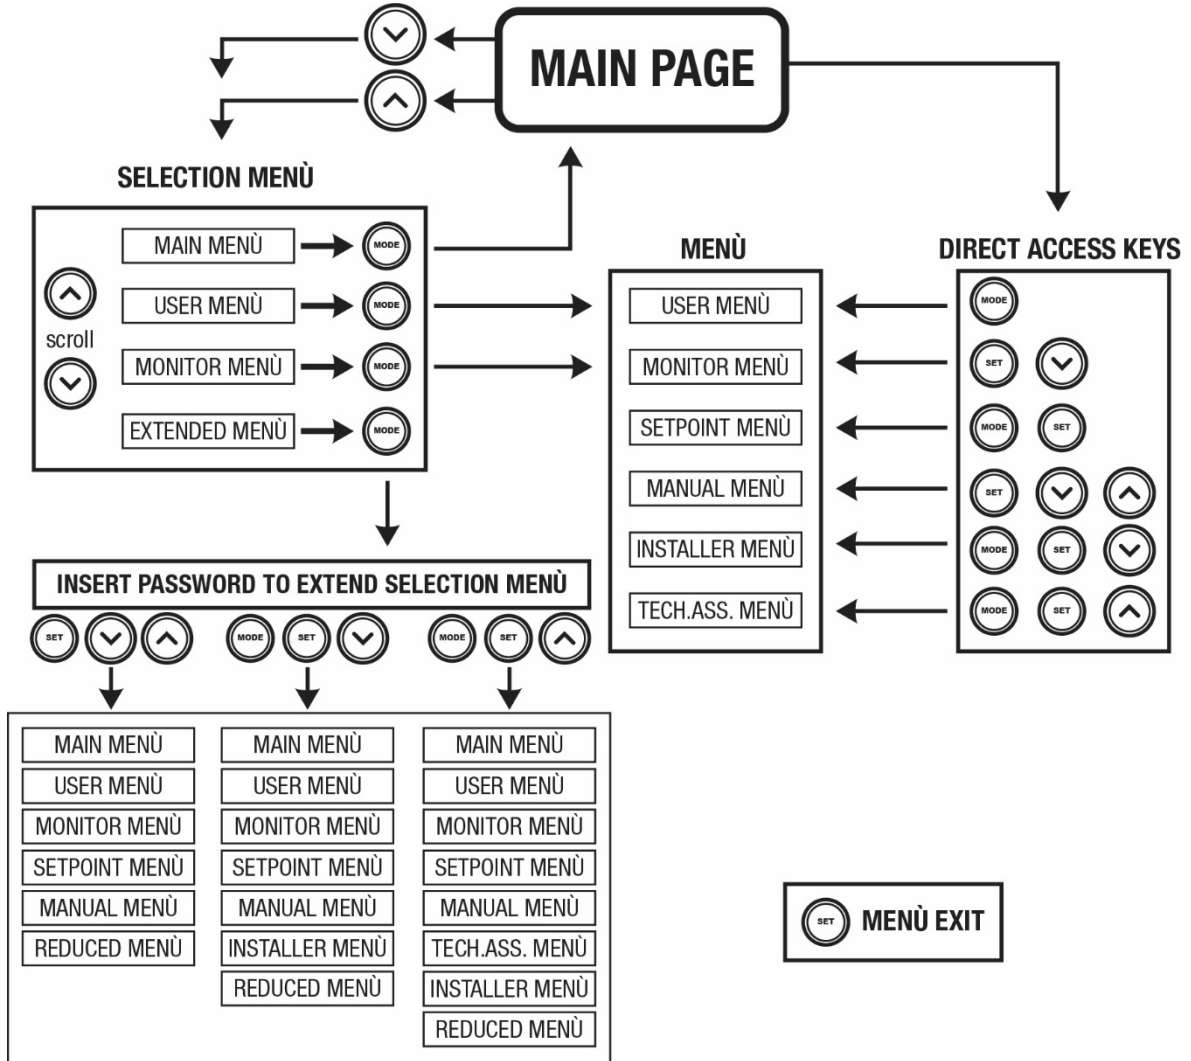 MAIN PAGE
SELECTION MENÙ
MAIN MENÙ MODE
USER MENÙ MODE
scroll
MONITOR MENÙ MODE
EXTENDED MENÙ MODE
MENÙ
USER MENÙ
MONITOR MENÙ
SETPOINT MENÙ
MANUAL MENÙ
INSTALLER MENÙ
TECH.ASS. MENÙ
DIRECT ACCESS KEYS
MODE
SET
MODE SET
SET
MODE SET
MODE SET
INSERT PASSWORD TO EXTEND SELECTION MENÙ
SET MODE SET MODE SET
MAIN MENÙ
USER MENÙ
MONITOR MENÙ
SETPOINT MENÙ
MANUAL MENÙ
REDUCED MENÙ
MAIN MENÙ
USER MENÙ
MONITOR MENÙ
SETPOINT MENÙ
MANUAL MENÙ
INSTALLER MENÙ
REDUCED MENÙ
MAIN MENÙ
USER MENÙ
MONITOR MENÙ
SETPOINT MENÙ
MANUAL MENÙ
TECH.ASS. MENÙ
INSTALLER MENÙ
REDUCED MENÙ
SET MENÙ EXIT